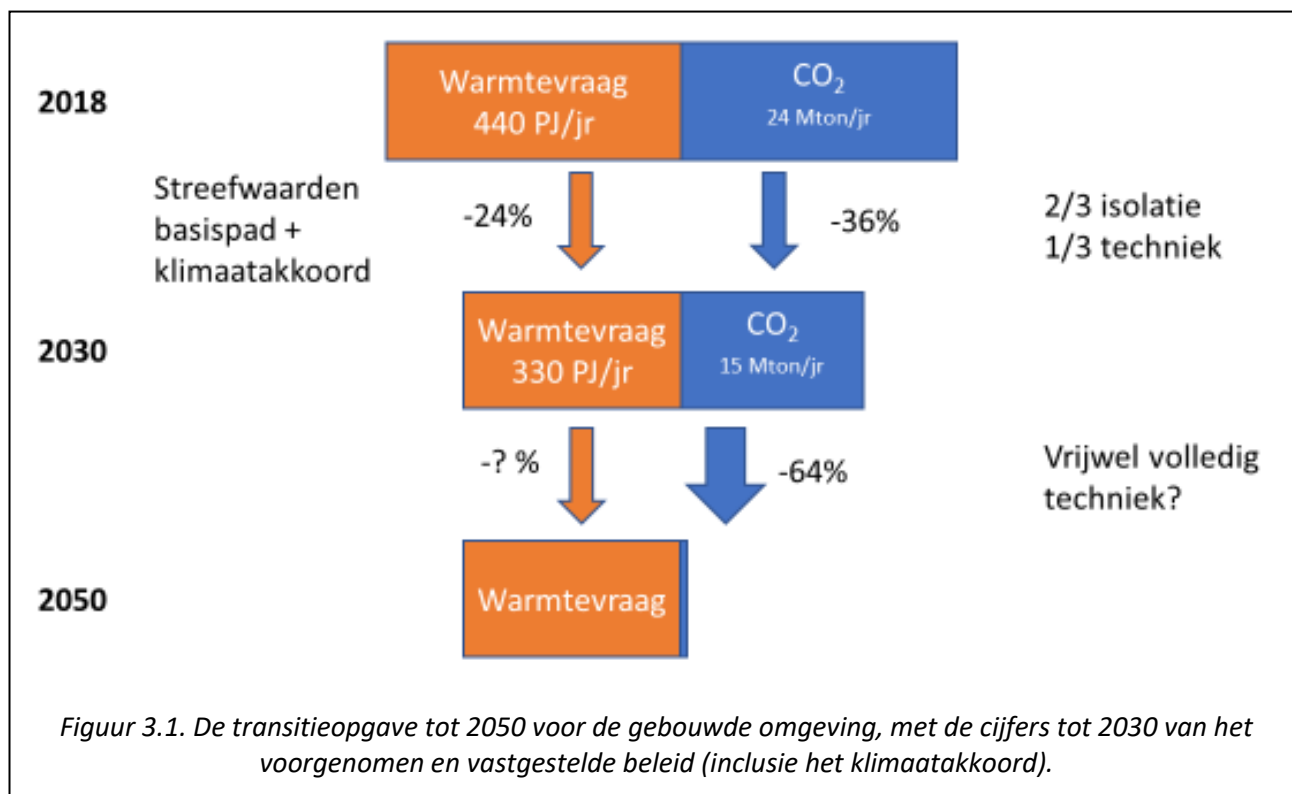 2018
Warmtevraag
440 PJ/jr
CO₂
24 Mton/jr
Streefwaarden
basispad +
klimaatakkoord
-24%
-36%
2/3 isolatie
1/3 techniek
2030
Warmtevraag
330 PJ/jr
CO₂
15 Mton/jr
-? %
-64%
Vrijwel volledig
techniek?
2050
Warmtevraag
Figuur 3.1. De transitieopgave tot 2050 voor de gebouwde omgeving, met de cijfers tot 2030 van het
voorgenomen en vastgestelde beleid (inclusie het klimaatakkoord).